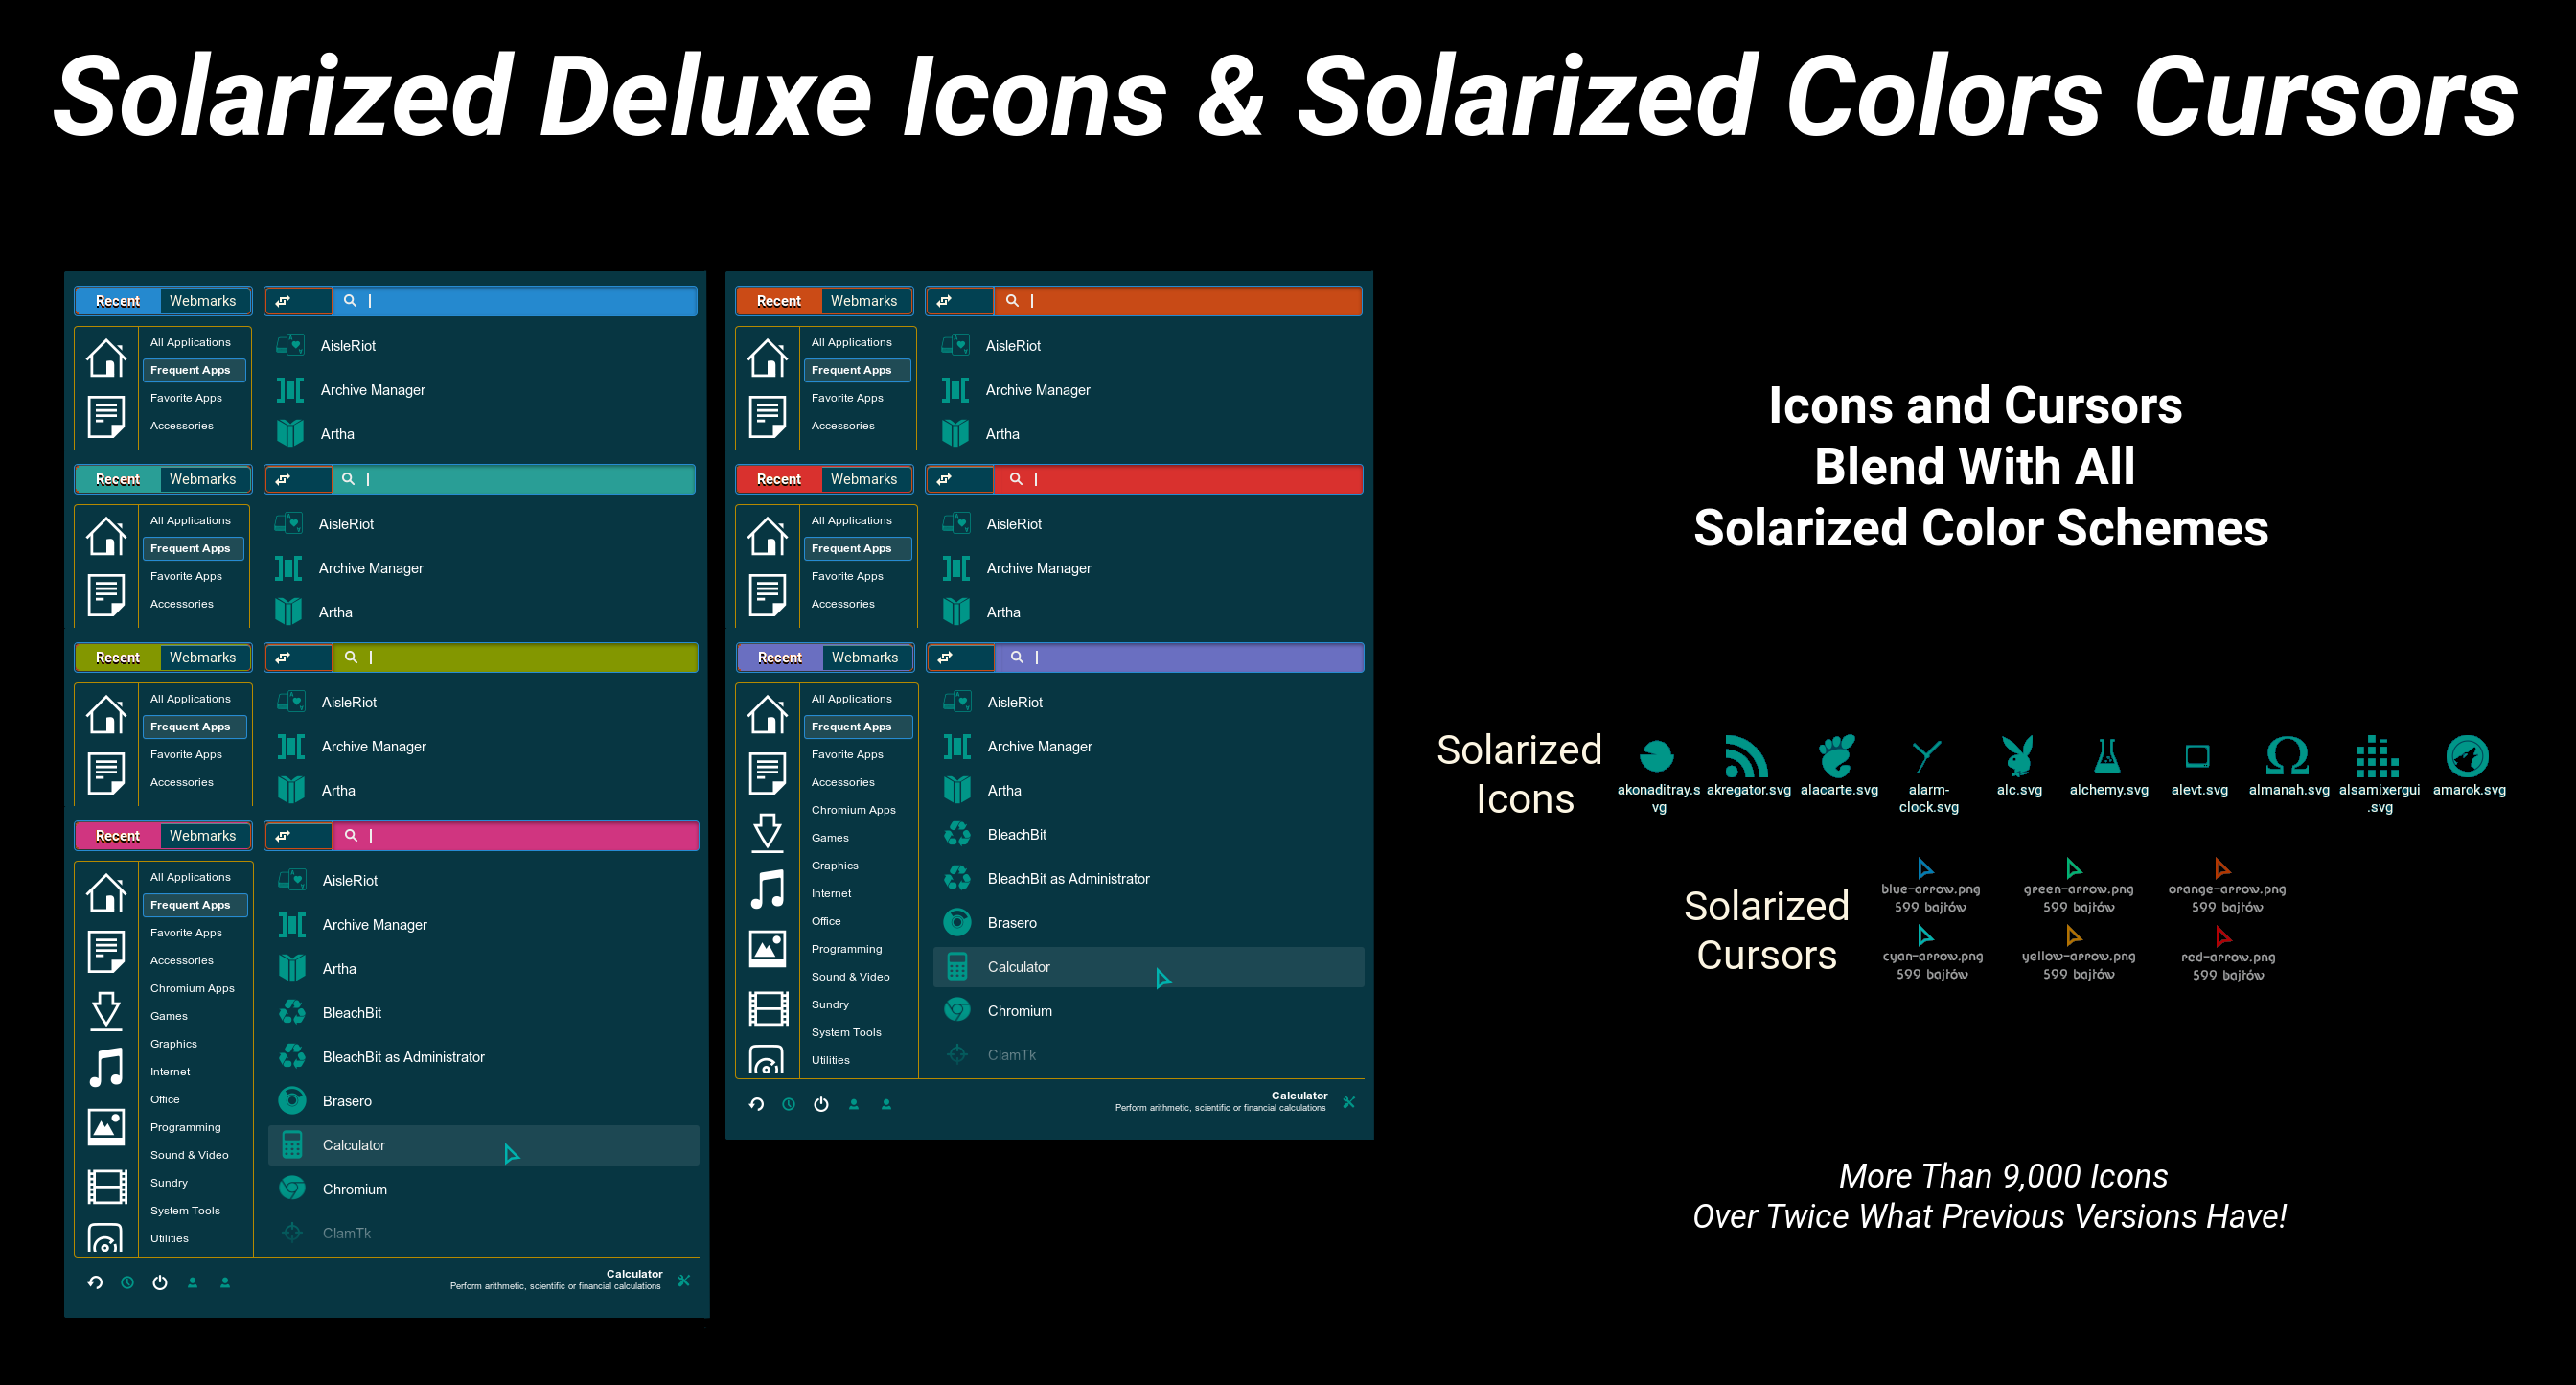 Solarized Deluxe Icons & Solarized Colors Cursors
Recent Webmarks
All Applications
Frequent Apps
Favorite Apps
Accessories
AisleRiot
Archive Manager
Artha
Recent Webmarks
All Applications
Frequent Apps
Favorite Apps
Accessories
AisleRiot
Archive Manager
Artha
Recent Webmarks
All Applications
Frequent Apps
Favorite Apps
Accessories
AisleRiot
Archive Manager
Artha
Recent Webmarks
All Applications
Frequent Apps
Favorite Apps
Accessories
Chromium Apps
Games
Graphics
Internet
Office
Programming
Sound & Video
Sundry
System Tools
Utilities
AisleRiot
Archive Manager
Artha
BleachBit
BleachBit as Administrator
Brasero
Calculator
Chromium
ClamTk
Calculator
Perform arithmetic, scientific or financial calculations
Recent Webmarks
All Applications
Frequent Apps
Favorite Apps
Accessories
AisleRiot
Archive Manager
Artha
Recent Webmarks
All Applications
Frequent Apps
Favorite Apps
Accessories
AisleRiot
Archive Manager
Artha
Recent Webmarks
All Applications
Frequent Apps
Favorite Apps
Accessories
Chromium Apps
Games
Graphics
Internet
Office
Programming
Sound & Video
Sundry
System Tools
Utilities
AisleRiot
Archive Manager
Artha
BleachBit
BleachBit as Administrator
Brasero
Calculator
Chromium
ClamTk
Calculator
Perform arithmetic, scientific or financial calculations
Icons and Cursors
Blend With All
Solarized Color Schemes
Solarized
Icons
akonaditray.s
vg
akregator.svg
alacarte.svg
alarm-
clock.svg
alc.svg
alchemy.svg
alevt.svg
almanah.svg
alsamixergui
.svg
amarok.svg
Solarized
Cursors
blue-arrow.png
599 bajtów
green-arrow.png
599 bajtów
orange-arrow.png
599 bajtów
cyan-arrow.png
599 bajtów
yellow-arrow.png
599 bajtów
red-arrow.png
599 bajtów
More Than 9,000 Icons
Over Twice What Previous Versions Have!